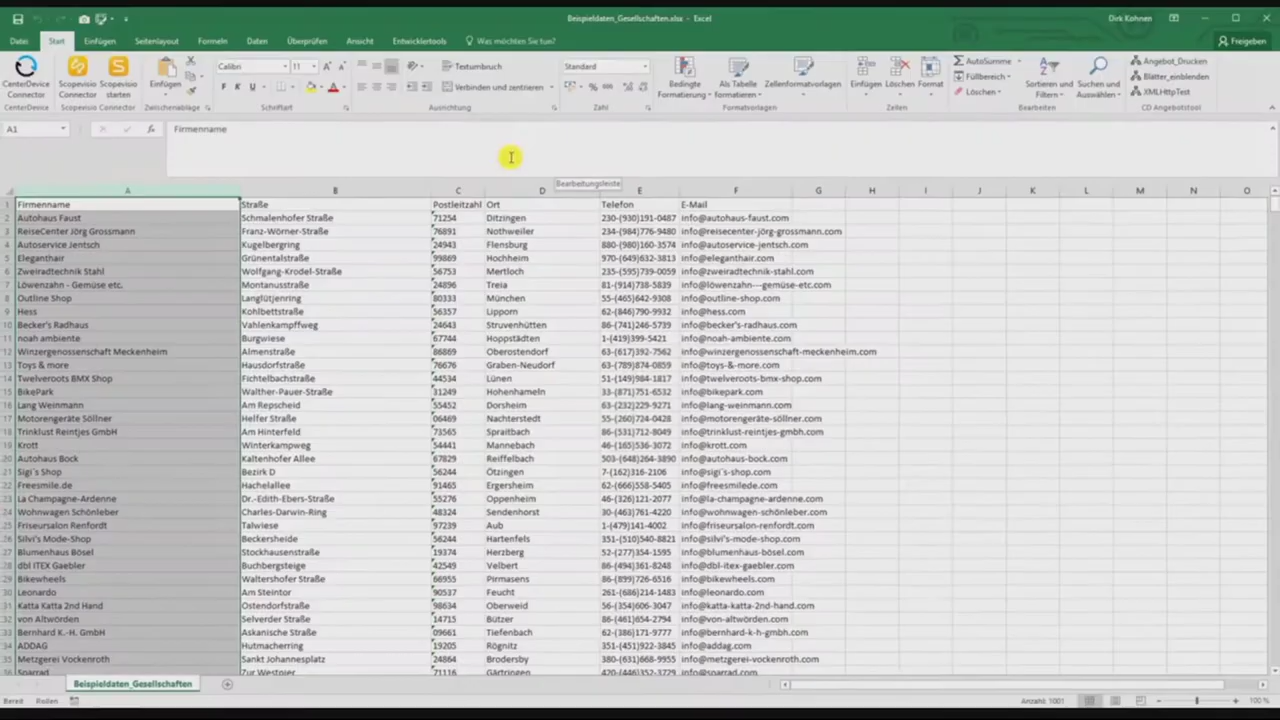 Beispieldaten_Gesellschaften.xlsx - Excel
Dirk Kohnen
Datei Start Einfügen Seitenlayout Formeln Daten Überprüfen Ansicht Entwicklertools Was möchten Sie tun? Freigeben
CenterDevice Connector
Scopevisio Connector
Scopevisio starten
Einfügen
Calibri 11
F K U
Textumbruch
Verbinden und zentrieren
Standard
Bedingte Formatierung
Als Tabelle formatieren
Zellenformatvorlagen
Einfügen Löschen Format
AutoSumme
Füllbereich
Löschen
Sortieren und Filtern
Suchen und Auswählen
Angebot_Drucken
Blätter_einblenden
XMLHttpTest
CenterDevice Scopevisio Connector Zwischenablage Schriftart Ausrichtung Zahl Formatvorlagen Zellen Bearbeiten CD Angebotstool
A1 Firmenname
Bearbeitungsleiste
A B C D E F G H I J K L M N O
1 Firmenname Straße Postleitzahl Ort Telefon E-Mail
2 Autohaus Faust Schmalenhofer Straße 71254 Ditzingen 230-(930)191-0487 info@autohaus-faust.com
3 ReiseCenter Jörg Grossmann Franz-Wörner-Straße 76891 Nothweiler 234-(984)776-9480 info@reisecenter-jörg-grossmann.com
4 Autoservice Jentsch Kugelbergring 24943 Flensburg 880-(980)160-3574 info@autoservice-jentsch.com
5 Eleganthair Grünentalstraße 99869 Hochheim 970-(649)632-3813 info@eleganthair.com
6 Zweiradtechnik Stahl Wolfgang-Krodel-Straße 56753 Mertloch 235-(595)739-0059 info@zweiradtechnik-stahl.com
7 Löwenzahn - Gemüse etc. Montanusstraße 24896 Treia 81-(914)738-5839 info@löwenzahn---gemüse-etc.com
8 Outline Shop Langlütjenring 80333 München 55-(465)642-9308 info@outline-shop.com
9 Hess Kohlbettstraße 56357 Lipporn 62-(846)790-9932 info@hess.com
10 Becker's Radhaus Vahlenkampffweg 24643 Struvenhütten 86-(741)246-5739 info@becker's-radhaus.com
11 noah ambiente Burgwiese 67744 Hoppstädten 1-(419)399-5421 info@noah-ambiente.com
12 Winzergenossenschaft Meckenheim Almenstraße 86869 Oberostendorf 63-(617)392-7562 info@winzergenossenschaft-meckenheim.com
13 Toys & more Hausdorfstraße 76676 Graben-Neudorf 63-(789)874-0859 info@toys-&-more.com
14 Twelveroots BMX Shop Fichtelbachstraße 44534 Lünen 51-(149)984-1817 info@twelveroots-bmx-shop.com
15 BikePark Walther-Pauer-Straße 31249 Hohenhameln 33-(871)751-6532 info@bikepark.com
16 Lang Weinmann Am Repscheid 55452 Dorsheim 63-(232)229-9271 info@lang-weinmann.com
17 Motorengeräte Söllner Helfer Straße 06469 Nachterstedt 55-(260)724-0428 info@motorengeräte-söllner.com
18 Trinklust Reintjes GmbH Am Hinterfeld 73565 Spraitbach 86-(531)712-8049 info@trinklust-reintjes-gmbh.com
19 Krott Winterkampweg 54441 Mannebach 46-(165)536-3072 info@krott.com
20 Autohaus Bock Kaltenhofer Allee 67829 Reiffelbach 503-(648)264-3890 info@autohaus-bock.com
21 Sigi´s Shop Bezirk D 56244 Ötzingen 7-(162)316-2106 info@sigi´s-shop.com
22 Freesmile.de Hachelallee 91465 Ergersheim 62-(666)558-5405 info@freesmilede.com
23 La Champagne-Ardenne Dr.-Edith-Ebers-Straße 55276 Oppenheim 46-(326)121-2077 info@la-champagne-ardenne.com
24 Wohnwagen Schönleber Charles-Darwin-Ring 48324 Sendenhorst 30-(463)761-4220 info@wohnwagen-schönleber.com
25 Friseursalon Renfordt Talwiese 97239 Aub 1-(479)141-4002 info@friseursalon-renfordt.com
26 Silvi's Mode-Shop Beckersheide 56244 Hartenfels 351-(510)540-8821 info@silvi's-mode-shop.com
27 Blumenhaus Bösel Stockhausenstraße 19374 Herzberg 52-(277)354-1595 info@blumenhaus-bösel.com
28 dbl ITEX Gaebler Buchbergsteige 42549 Velbert 86-(494)361-8248 info@dbl-itex-gaebler.com
29 Bikewheels Waltershofer Straße 66955 Pirmasens 86-(899)726-6516 info@bikewheels.com
30 Leonardo Am Steintor 90537 Feucht 261-(686)214-1483 info@leonardo.com
31 Katta Katta 2nd Hand Ostendorfstraße 98634 Oberweid 56-(354)606-3047 info@katta-katta-2nd-hand.com
32 von Altwörden Selverder Straße 14715 Bützer 86-(461)654-2794 info@von-altwörden.com
33 Bernhard K.-H. GmbH Askanische Straße 09661 Tiefenbach 62-(386)171-9777 info@bernhard-k-h-gmbh.com
34 ADDAG Hutmacherring 19205 Rögnitz 351-(451)922-3845 info@addag.com
35 Metzgerei Vockenroth Sankt Johannesplatz 24864 Brodersby 380-(631)668-9955 info@metzgerei-vockenroth.com
Sparrad Zur Westpier 71116 Gärtringen 420-(446)352-3729 info@sparrad.com
Beispieldaten_Gesellschaften
Bereit Rollen Anzahl: 1001 100 %